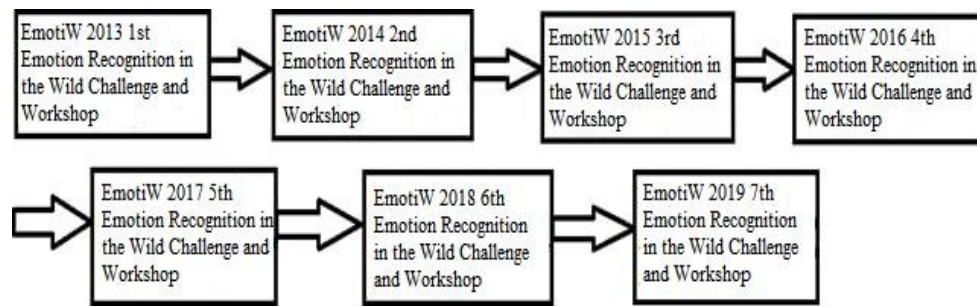 EmotiW 2013 1st
Emotion Recognition in
the Wild Challenge and
Workshop
EmotiW 2014 2nd
Emotion Recognition in
the Wild Challenge and
Workshop
EmotiW 2015 3rd
Emotion Recognition in
the Wild Challenge and
Workshop
EmotiW 2016 4th
Emotion Recognition in
the Wild Challenge and
Workshop
EmotiW 2017 5th
Emotion Recognition in
the Wild Challenge and
Workshop
EmotiW 2018 6th
Emotion Recognition
in the Wild Challenge
and Workshop
EmotiW 2019 7th
Emotion Recognition
in the Wild Challenge
and Workshop